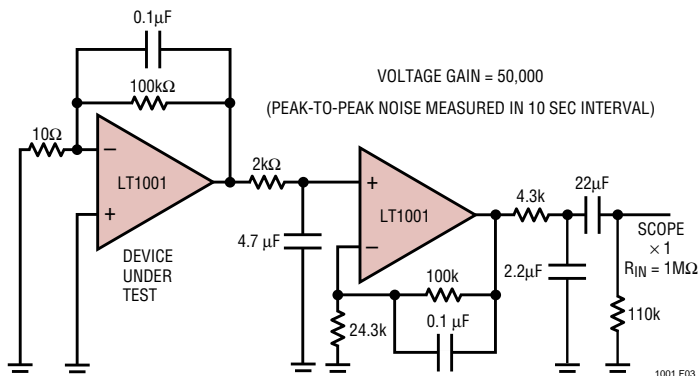 0.1µF
100kΩ
VOLTAGE GAIN = 50,000
(PEAK-TO-PEAK NOISE MEASURED IN 10 SEC INTERVAL)
10Ω
–
LT1001
+
DEVICE
UNDER
TEST
2kΩ
4.7 µF
+
LT1001
–
4.3k
22µF
SCOPE
× 1
RIN = 1MΩ
2.2µF
100k
24.3k
0.1 µF
110k
1001 F03